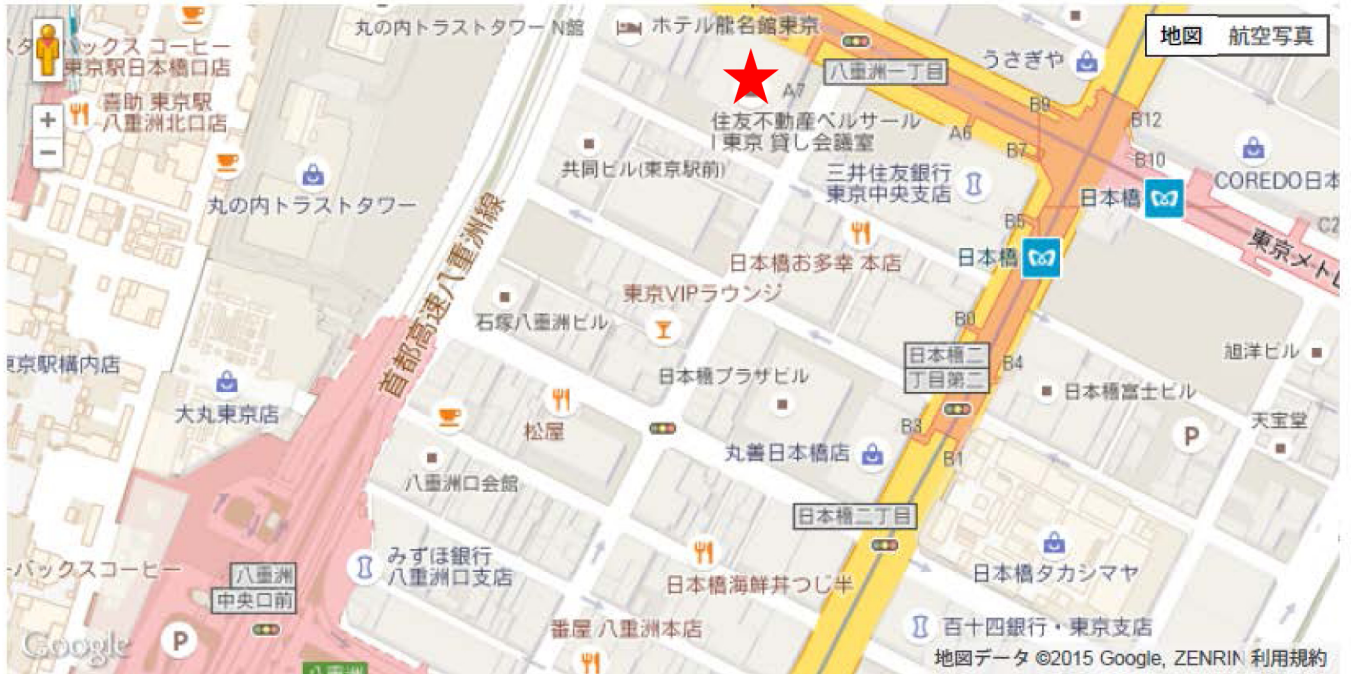 丸の内トラストタワー N館
ホテル龍名館東京
地図
航空写真
バックス コーヒー
東京駅日本橋口店
うさぎや
八重洲一丁目
A7
喜助 東京駅
八重洲北口店
B9
B12
住友不動産ベルサール
東京 貸し会議室
A6
B7
B10
共同ビル(東京駅前)
三井住友銀行
東京中央支店
COREDO日本
丸の内トラストタワー
日本橋
B5
C2
東京メトロ
日本橋
日本橋お多幸 本店
東京VIPラウンジ
首都高速八重洲線
石塚八重洲ビル
B0
日本橋二
丁目第二
B4
旭洋ビル
東京駅構内店
日本橋プラザビル
日本橋富士ビル
大丸東京店
松屋
B3
P
天宝堂
丸善日本橋店
B1
八重洲口会館
日本橋二丁目
みずほ銀行
八重洲口支店
ーバックスコーヒー
八重洲
中央口前
日本橋海鮮丼つじ半
日本橋タカシマヤ
番屋 八重洲本店
百十四銀行・東京支店
Google
P
地図データ ©2015 Google, ZENRIN 利用規約